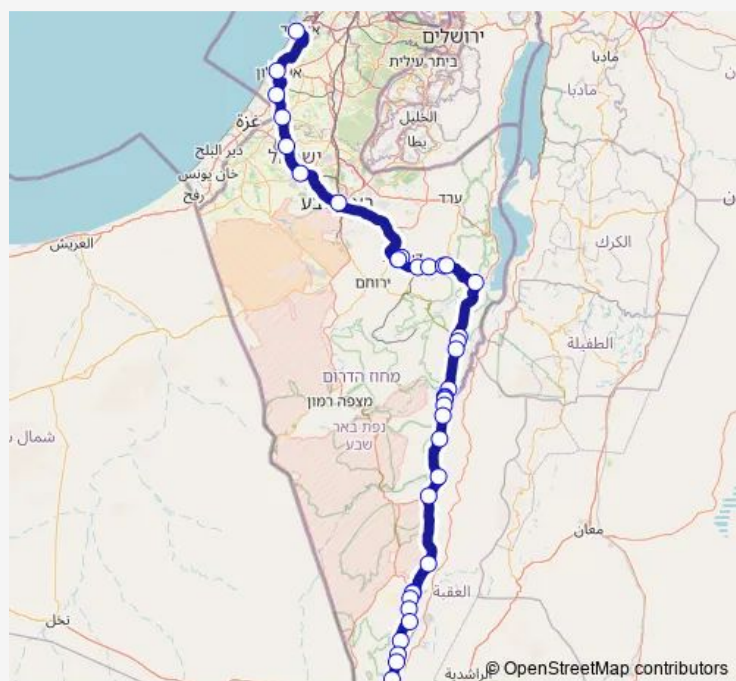 ירושלים
مادبا
ביתר עילית
مادبا
غزة
الخليل
يطا
دير البلح
خان يونس
رفح
ערד
العريش
الكرك
ירוחם
الطفيلة
מחוז הדרום
מצפה רמון
נפת באר
שבע
شمال
معان
العقبة
نخل
الراشدية
© OpenStreetMap contributors